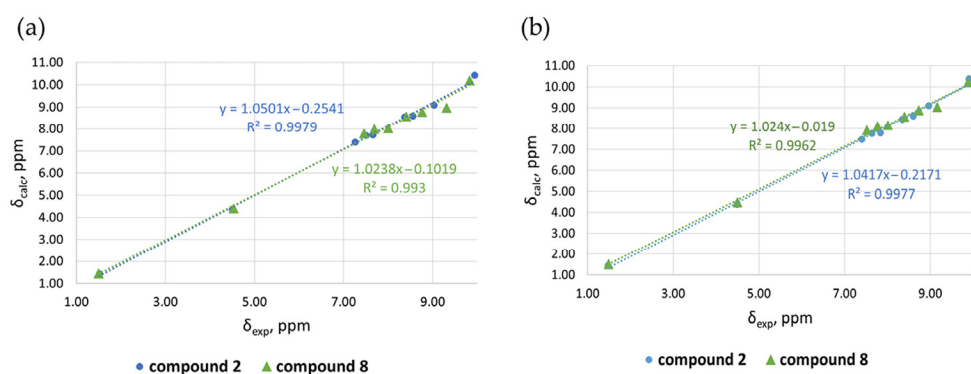 (a)
11.00
10.00
9.00
8.00
7.00
6.00
5.00
4.00
3.00
2.00
1.00
δcalc, ppm
y = 1.0501x−0.2541
R² = 0.9979
y = 1.0238x−0.1019
R² = 0.993
1.00 3.00 5.00 7.00 9.00
δexp, ppm
compound 2 compound 8
(b)
11.00
10.00
9.00
8.00
7.00
6.00
5.00
4.00
3.00
2.00
1.00
δcalc, ppm
y = 1.024x−0.019
R² = 0.9962
y = 1.0417x−0.2171
R² = 0.9977
1.00 3.00 5.00 7.00 9.00
δexp, ppm
compound 2 compound 8